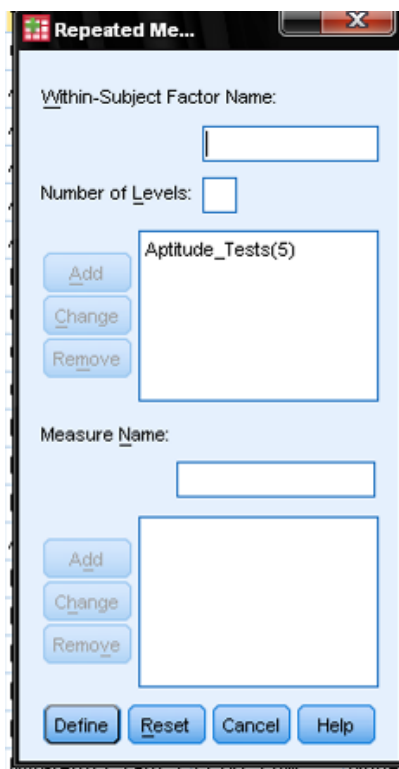 Repeated Me...
Within-Subject Factor Name:
Number of Levels:
Aptitude_Tests(5)
Add
Change
Remove
Measure Name:
Add
Change
Remove
Define Reset Cancel Help